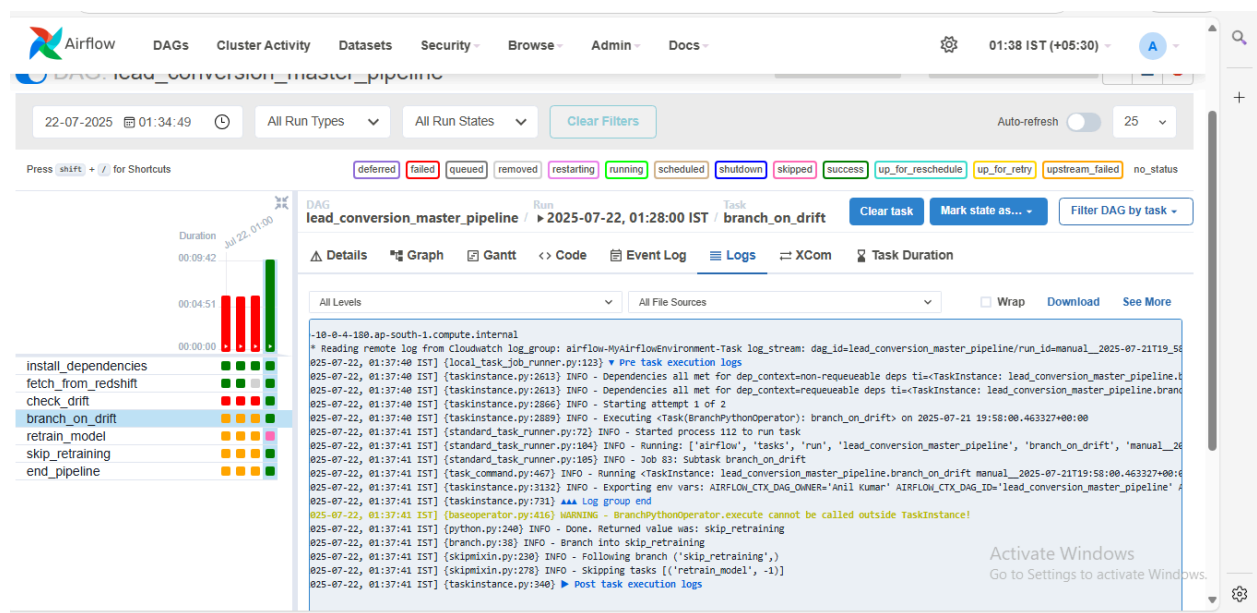 Airflow
DAGs Cluster Activity Datasets Security Browse Admin Docs 01:38 IST (+05:30) A
DAG: lead_conversion_master_pipeline
22-07-2025 01:34:49 All Run Types All Run States Clear Filters Auto-refresh 25
Press shift + / for Shortcuts deferred failed queued removed restarting running scheduled shutdown skipped success up_for_reschedule up_for_retry upstream_failed no_status
DAG Run Task
lead_conversion_master_pipeline / 2025-07-22, 01:28:00 IST / branch_on_drift Clear task Mark state as... Filter DAG by task
Jul 22, 01:00
Duration
00:09:42
00:04:51
00:00:00
install_dependencies
fetch_from_redshift
check_drift
branch_on_drift
retrain_model
skip_retraining
end_pipeline
Details Graph Gantt Code Event Log Logs XCom Task Duration
All Levels All File Sources Wrap Download See More
-10-0-4-180.ap-south-1.compute.internal
* Reading remote log from Cloudwatch log_group: airflow-MyAirflowEnvironment-Task log_stream: dag_id=lead_conversion_master_pipeline/run_id=manual__2025-07-21T19_58
025-07-22, 01:37:40 IST] {local_task_job_runner.py:123} ▼ Pre task execution logs
025-07-22, 01:37:40 IST] {taskinstance.py:2613} INFO - Dependencies all met for dep_context=non-requeueable deps ti=<TaskInstance: lead_conversion_master_pipeline.b
025-07-22, 01:37:40 IST] {taskinstance.py:2613} INFO - Dependencies all met for dep_context=requeueable deps ti=<TaskInstance: lead_conversion_master_pipeline.branc
025-07-22, 01:37:40 IST] {taskinstance.py:2866} INFO - Starting attempt 1 of 2
025-07-22, 01:37:40 IST] {taskinstance.py:2889} INFO - Executing <Task(BranchPythonOperator): branch_on_drift> on 2025-07-21 19:58:00.463327+00:00
025-07-22, 01:37:41 IST] {standard_task_runner.py:72} INFO - Started process 112 to run task
025-07-22, 01:37:41 IST] {standard_task_runner.py:104} INFO - Running: ['airflow', 'tasks', 'run', 'lead_conversion_master_pipeline', 'branch_on_drift', 'manual__20
025-07-22, 01:37:41 IST] {standard_task_runner.py:105} INFO - Job 83: Subtask branch_on_drift
025-07-22, 01:37:41 IST] {task_command.py:467} INFO - Running <TaskInstance: lead_conversion_master_pipeline.branch_on_drift manual__2025-07-21T19:58:00.463327+00:0
025-07-22, 01:37:41 IST] {taskinstance.py:3132} INFO - Exporting env vars: AIRFLOW_CTX_DAG_OWNER='Anil Kumar' AIRFLOW_CTX_DAG_ID='lead_conversion_master_pipeline' A
025-07-22, 01:37:41 IST] {taskinstance.py:731} ▲▲▲ Log group end
025-07-22, 01:37:41 IST] {baseoperator.py:416} WARNING - BranchPythonOperator.execute cannot be called outside TaskInstance!
025-07-22, 01:37:41 IST] {python.py:240} INFO - Done. Returned value was: skip_retraining
025-07-22, 01:37:41 IST] {branch.py:38} INFO - Branch into skip_retraining
025-07-22, 01:37:41 IST] {skipmixin.py:230} INFO - Following branch ('skip_retraining',)
025-07-22, 01:37:41 IST] {skipmixin.py:278} INFO - Skipping tasks [('retrain_model', -1)]
025-07-22, 01:37:41 IST] {taskinstance.py:340} ▶ Post task execution logs
Activate Windows
Go to Settings to activate Windows.